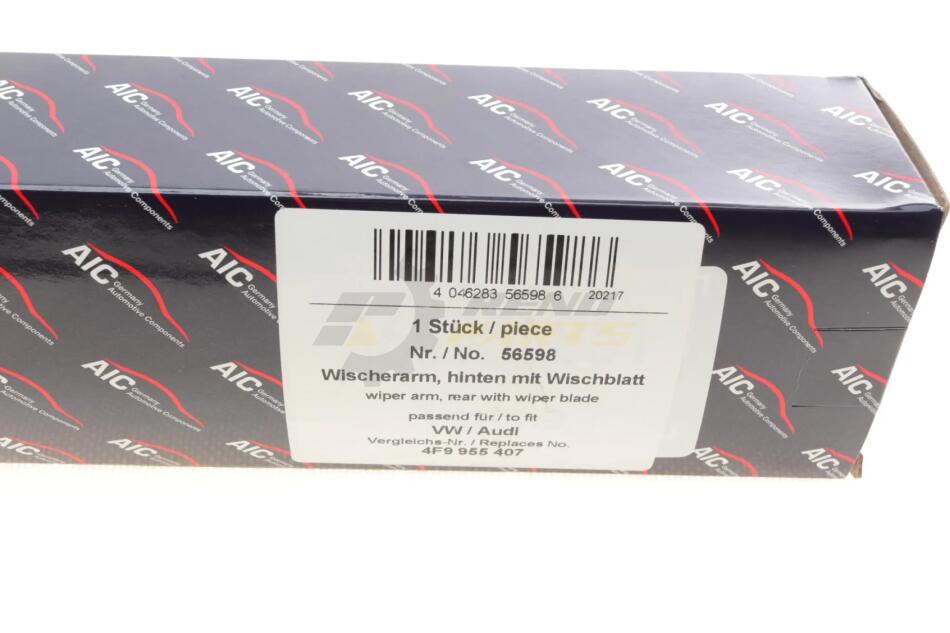 AIC
Germany
Automotive Components
4 046283 56598 6 20217
TREND
PARTS
1 Stück / piece
Nr. / No. 56598
Wischerarm, hinten mit Wischblatt
wiper arm, rear with wiper blade
passend für / to fit
VW / Audi
Vergleichs-Nr. / Replaces No.
4F9 955 407